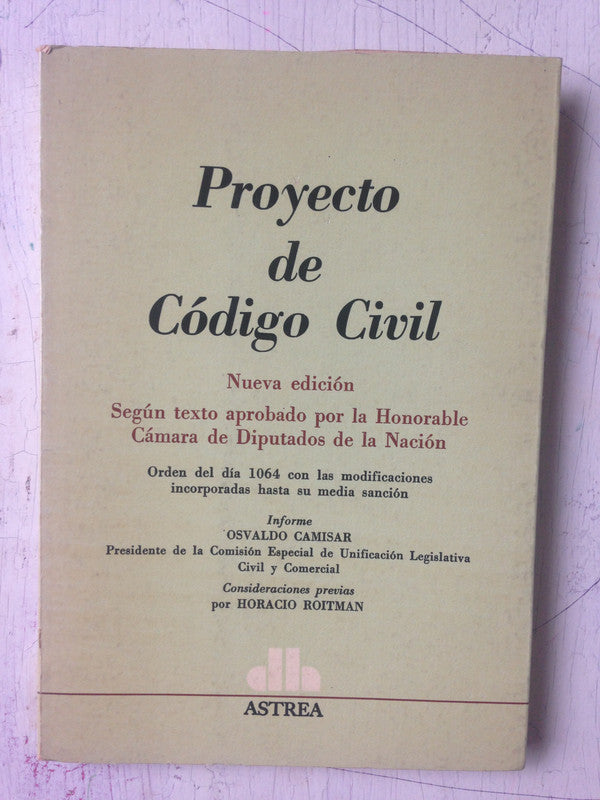 Proyecto
de
Código Civil
Nueva edición
Según texto aprobado por la Honorable
Cámara de Diputados de la Nación
Orden del día 1064 con las modificaciones
incorporadas hasta su media sanción
Informe
OSVALDO CAMISAR
Presidente de la Comisión Especial de Unificación Legislativa
Civil y Comercial
Consideraciones previas
por HORACIO ROITMAN
ASTREA